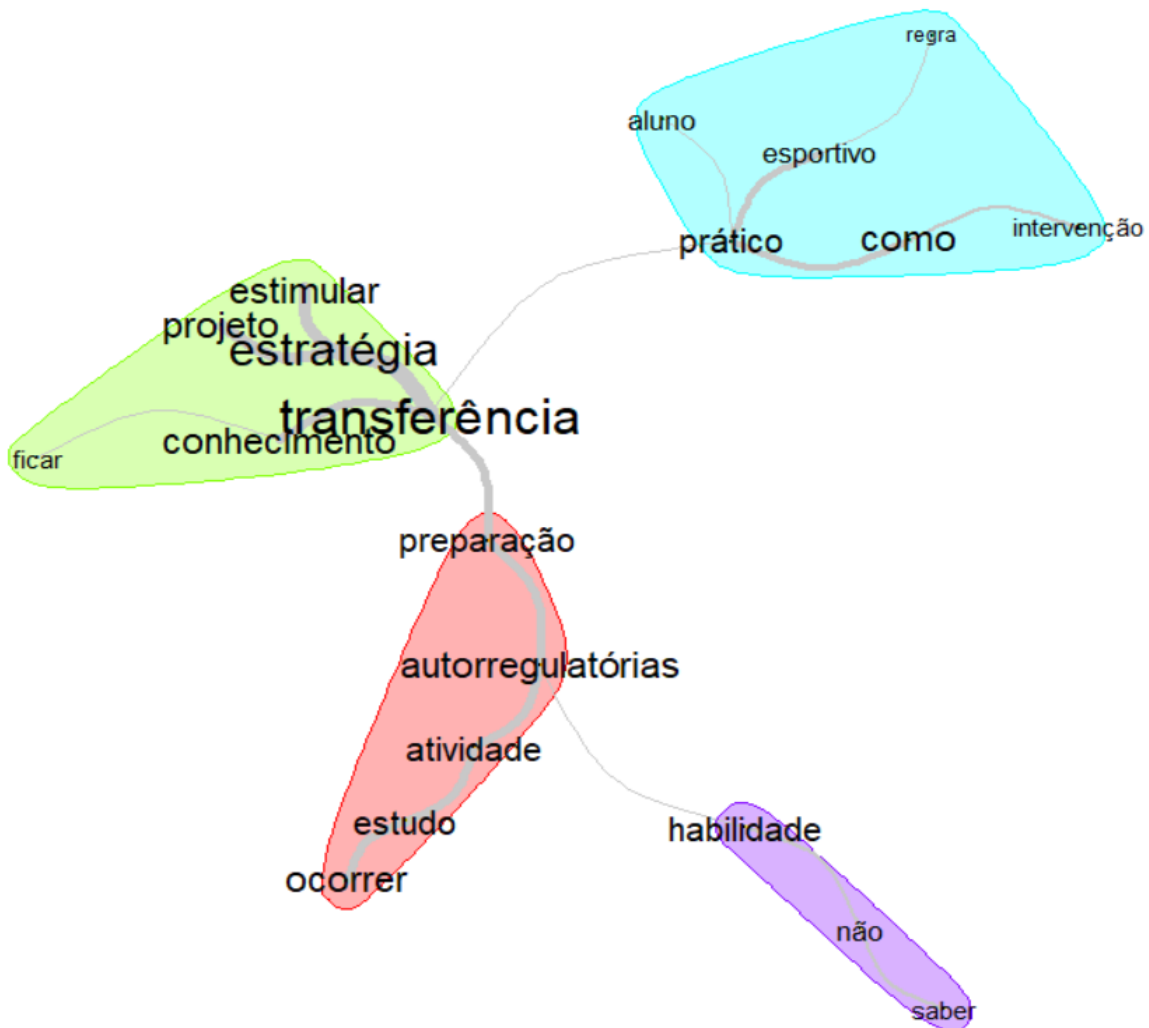 regra
aluno
esportivo
intervenção
prático
como
estimular
projeto
estratégia
transferência
conhecimento
ficar
preparação
autorregulatórias
atividade
estudo
habilidade
ocorrer
não
saber